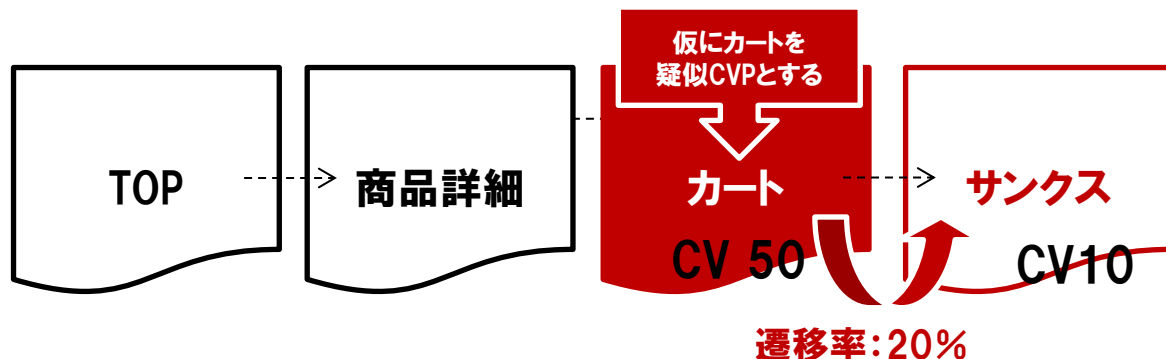 仮にカートを
疑似CVPとする
TOP
商品詳細
カート
サンクス
CV 50
CV10
遷移率:20%